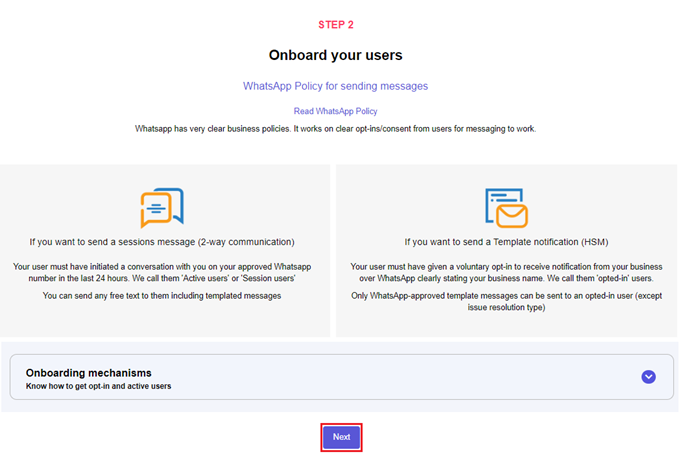 STEP 2
Onboard your users
WhatsApp Policy for sending messages
Read WhatsApp Policy
Whatsapp has very clear business policies. It works on clear opt-ins/consent from users for messaging to work.
If you want to send a sessions message (2-way communication)
Your user must have initiated a conversation with you on your approved Whatsapp
number in the last 24 hours. We call them 'Active users' or 'Session users'
You can send any free text to them including templated messages
If you want to send a Template notification (HSM)
Your user must have given a voluntary opt-in to receive notification from your business
over WhatsApp clearly stating your business name. We call them 'opted-in' users.
Only WhatsApp-approved template messages can be sent to an opted-in user (except
issue resolution type)
Onboarding mechanisms
Know how to get opt-in and active users
Next